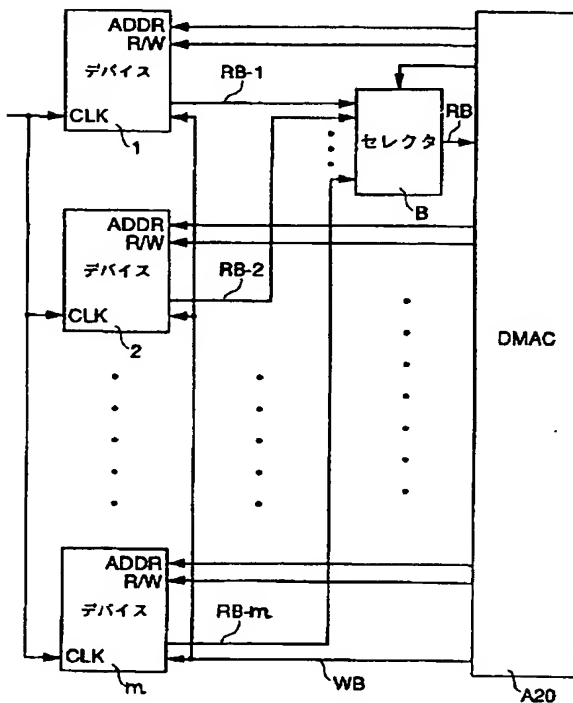 ADDR
R/W
デバイス
CLK
1
RB-1
セレクタ
RB
B
ADDR
R/W
デバイス
CLK
2
RB-2
DMAC
ADDR
R/W
デバイス
CLK
m
RB-m
WB
A20